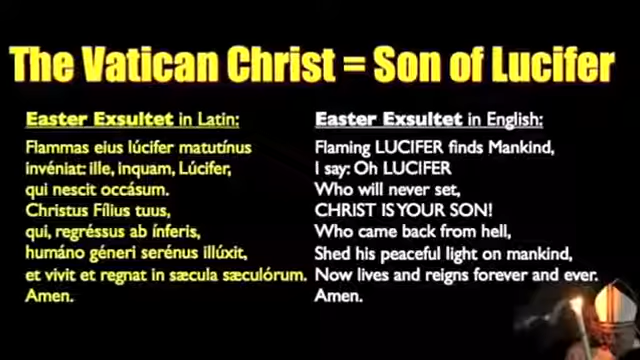 The Vatican Christ = Son of Lucifer
Easter Exsultet in Latin:
Flammas eius lúcifer matutínus
invéniat: ille, inquam, Lúcifer,
qui nescit occásum.
Christus Fílius tuus,
qui, regréssus ab ínferis,
humáno géneri serénus illúxit,
et vivit et regnat in sæcula sæculórum.
Amen.
Easter Exsultet in English:
Flaming LUCIFER finds Mankind,
I say: Oh LUCIFER
Who will never set,
CHRIST IS YOUR SON!
Who came back from hell,
Shed his peaceful light on mankind,
Now lives and reigns forever and ever.
Amen.